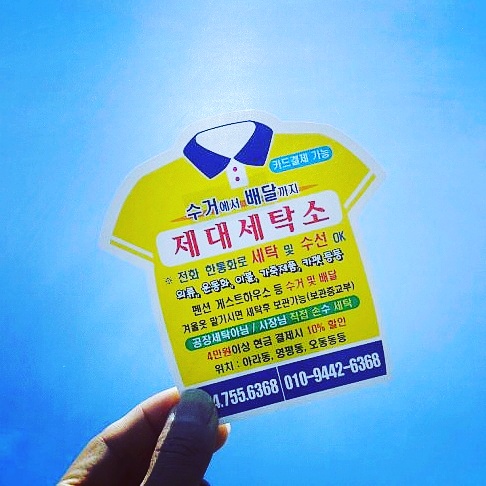 카드결제 가능
수거에서 배달까지
제대세탁소
※ 전화 한통화로 세탁 및 수선 OK
의류, 운동화, 이불, 가죽제품, 카펫등등
펜션 게스트하우스 등 수거 및 배달
겨울옷 맡기시면 세탁후 보관가능(보관증교부)
공장세탁아님 / 사장님 직접 손수 세탁
4만원이상 현금 결제시 10% 할인
위치 : 아라동, 영평동, 오등동등
4.755.6368 010-9442-6368